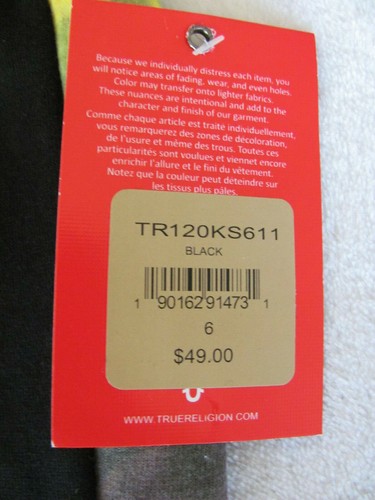 Because we individually distress each item, you
will notice areas of fading, wear, and even holes.
Color may transfer onto lighter fabrics.
These nuances are intentional and add to the
character and finish of our garment.
Comme chaque article est traité individuellement,
vous remarquerez des zones de décoloration,
de l'usure et même des trous. Toutes ces
particularités sont voulues et viennent encore
enrichir l'allure et le fini du vêtement.
Notez que la couleur peut déteindre sur
les tissus plus pâles.
TR120KS611
BLACK
1 90162 91473 1
6
$49.00
WWW.TRUERELIGION.COM